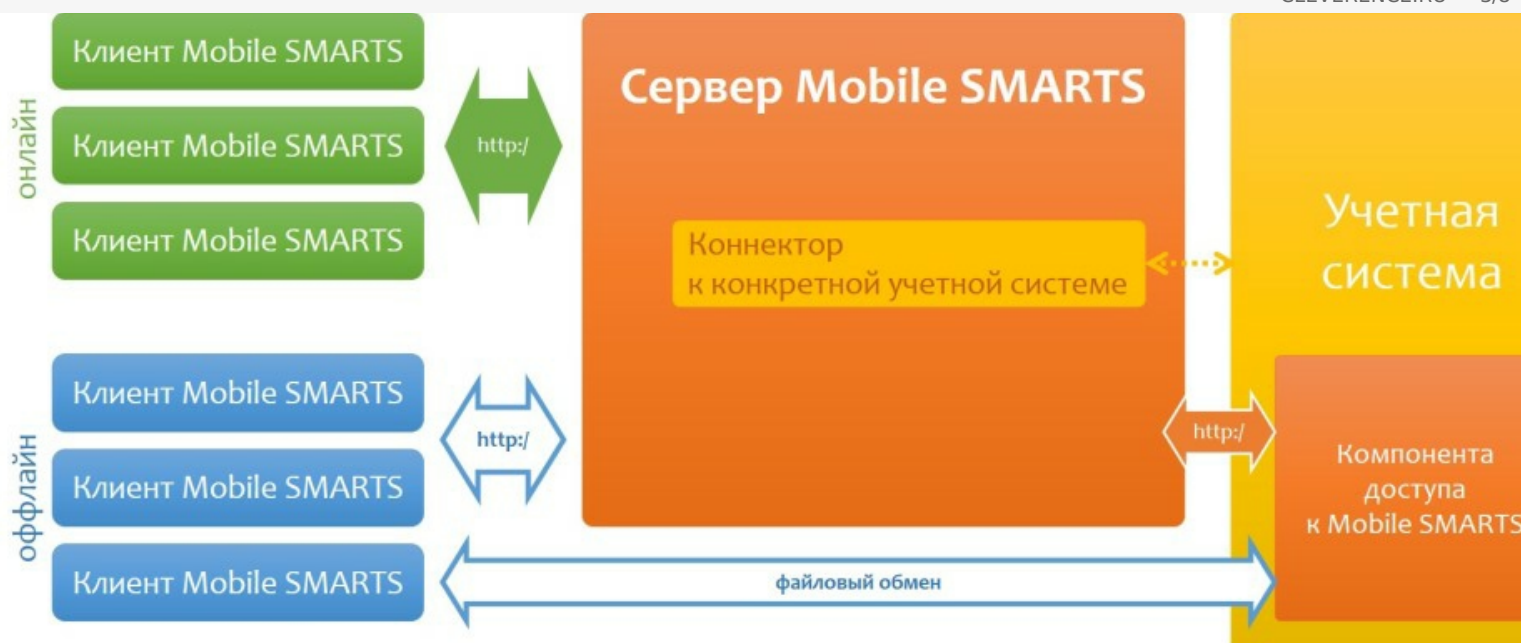 онлайн
Клиент Mobile SMARTS
Клиент Mobile SMARTS
Клиент Mobile SMARTS
http:/
Сервер Mobile SMARTS
Коннектор
к конкретной учетной системе
Учетная
система
оффлайн
Клиент Mobile SMARTS
Клиент Mobile SMARTS
Клиент Mobile SMARTS
http:/
http:/
Компонента
доступа
к Mobile SMARTS
файловый обмен